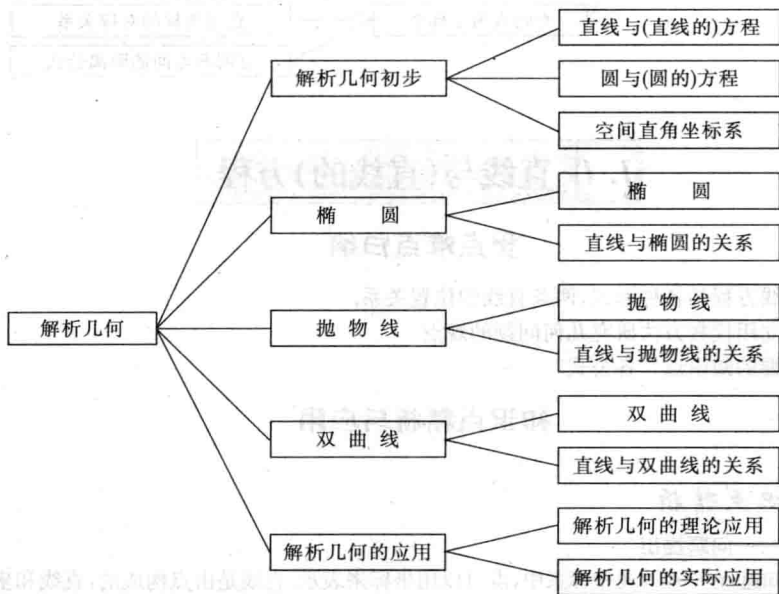 解析几何
解析几何初步
直线与(直线的)方程
圆与(圆的)方程
空间直角坐标系
椭 圆
椭 圆
直线与椭圆的关系
抛 物 线
抛 物 线
直线与抛物线的关系
双 曲 线
双 曲 线
直线与双曲线的关系
解析几何的应用
解析几何的理论应用
解析几何的实际应用